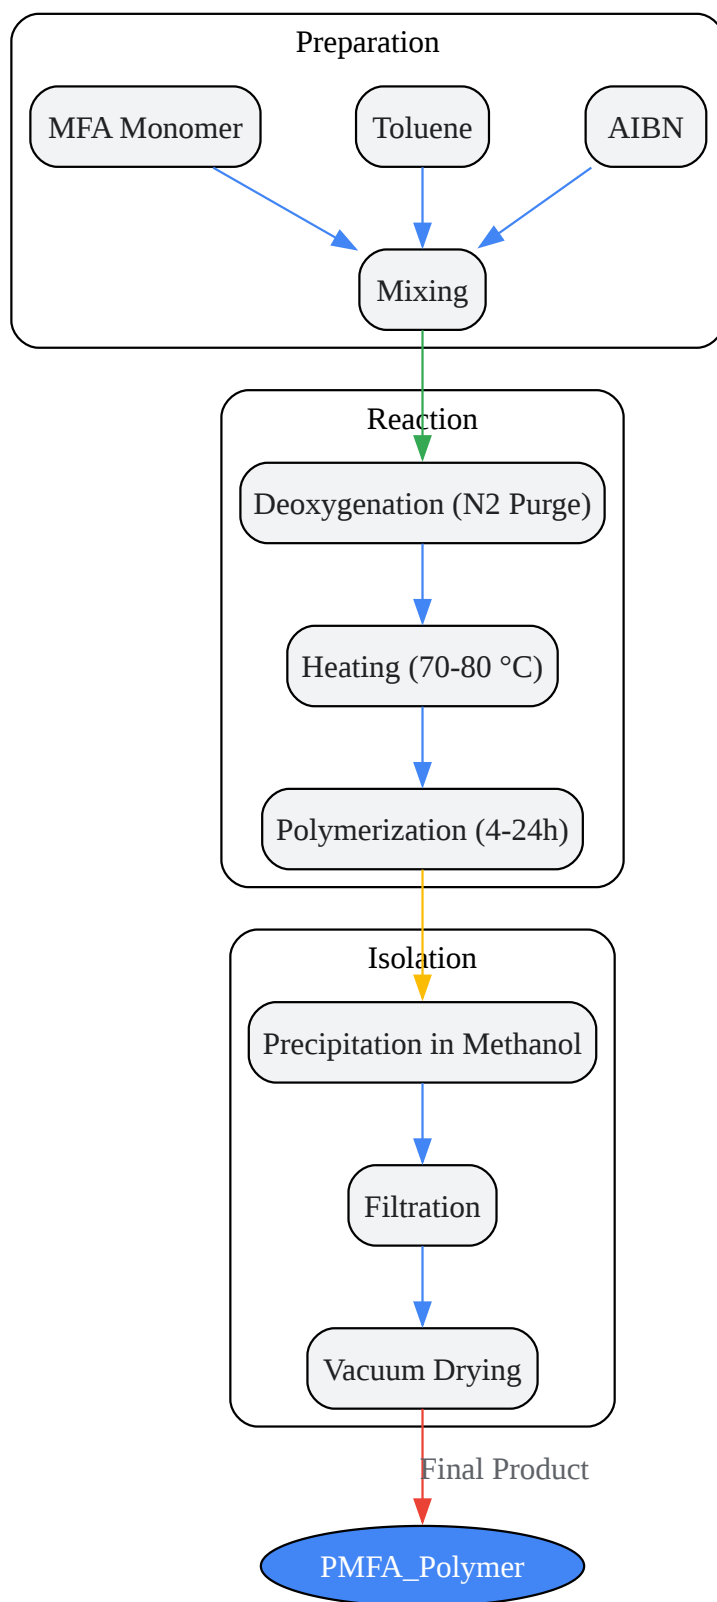 Preparation
MFA Monomer
Toluene
AIBN
Mixing
Reaction
Deoxygenation (N2 Purge)
Heating (70-80 °C)
Polymerization (4-24h)
Isolation
Precipitation in Methanol
Filtration
Vacuum Drying
Final Product
PMFA_Polymer